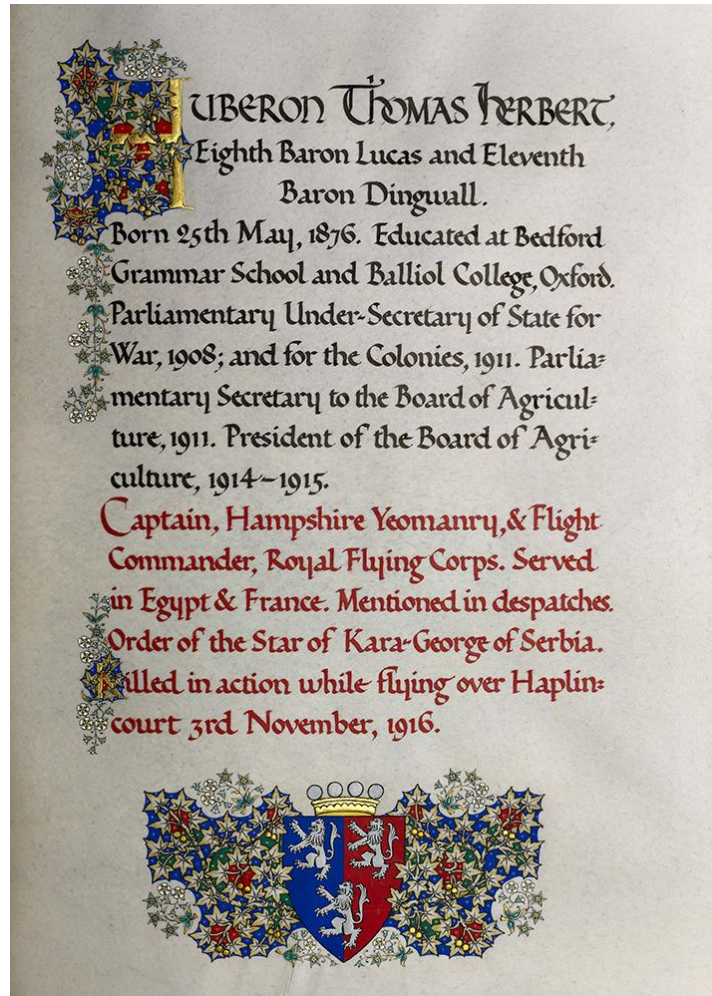 AUBERON THOMAS HERBERT,
Eighth Baron Lucas and Eleventh
Baron Dingwall.
Born 25th May, 1876. Educated at Bedford
Grammar School and Balliol College, Oxford.
Parliamentary Under-Secretary of State for
War, 1908; and for the Colonies, 1911. Parlia=
mentary Secretary to the Board of Agricul=
ture, 1911. President of the Board of Agri=
culture, 1914–1915.
Captain, Hampshire Yeomanry, & Flight
Commander, Royal Flying Corps. Served
in Egypt & France. Mentioned in despatches.
Order of the Star of Kara-George of Serbia.
Killed in action while flying over Haplin=
court 3rd November, 1916.